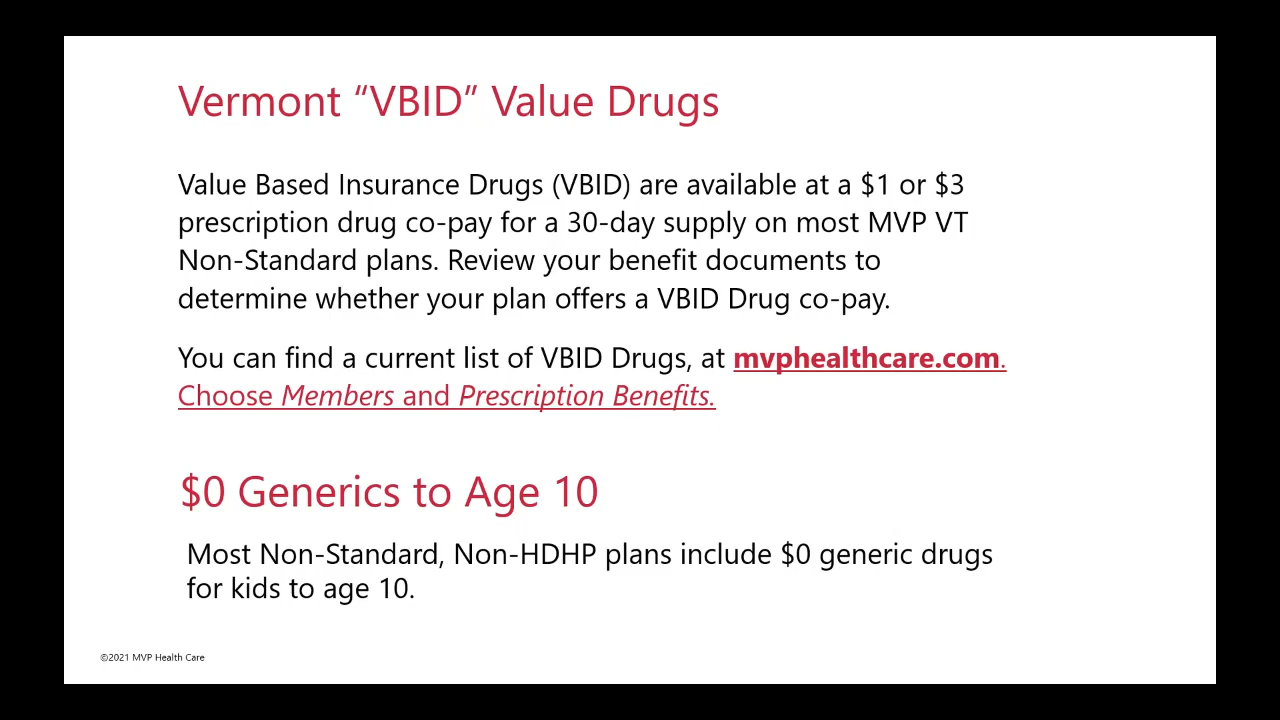 Vermont “VBID” Value Drugs
Value Based Insurance Drugs (VBID) are available at a $1 or $3
prescription drug co-pay for a 30-day supply on most MVP VT
Non-Standard plans. Review your benefit documents to
determine whether your plan offers a VBID Drug co-pay.
You can find a current list of VBID Drugs, at mvphealthcare.com.
Choose Members and Prescription Benefits.
$0 Generics to Age 10
Most Non-Standard, Non-HDHP plans include $0 generic drugs
for kids to age 10.
©2021 MVP Health Care